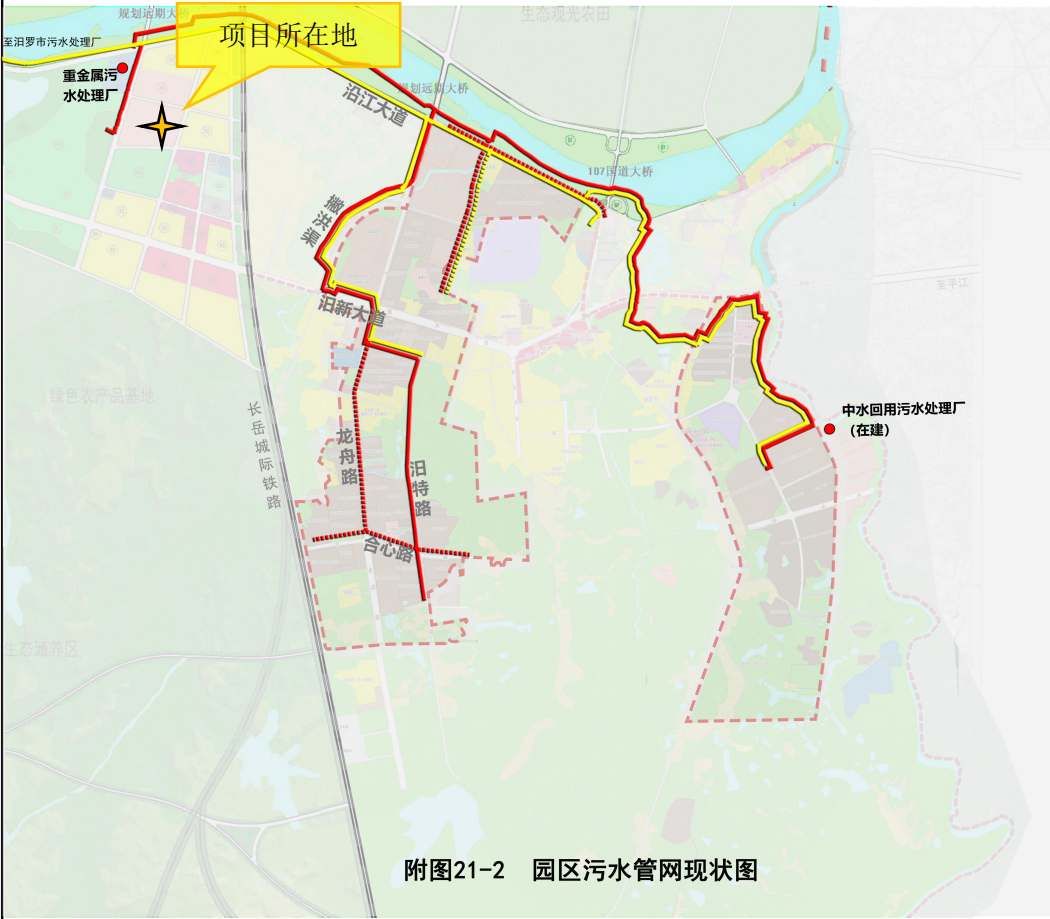 规划远期大桥
生态观光农田
项目所在地
至汨罗市污水处理厂
重金属污
水处理厂
规划远期大桥
沿江大道
107国道大桥
撇洪渠
至平江
汨新大道
绿色农产品基地
长岳城际铁路
中水回用污水处理厂
（在建）
龙舟路
汨特路
合心路
生态涵养区
附图21-2 园区污水管网现状图